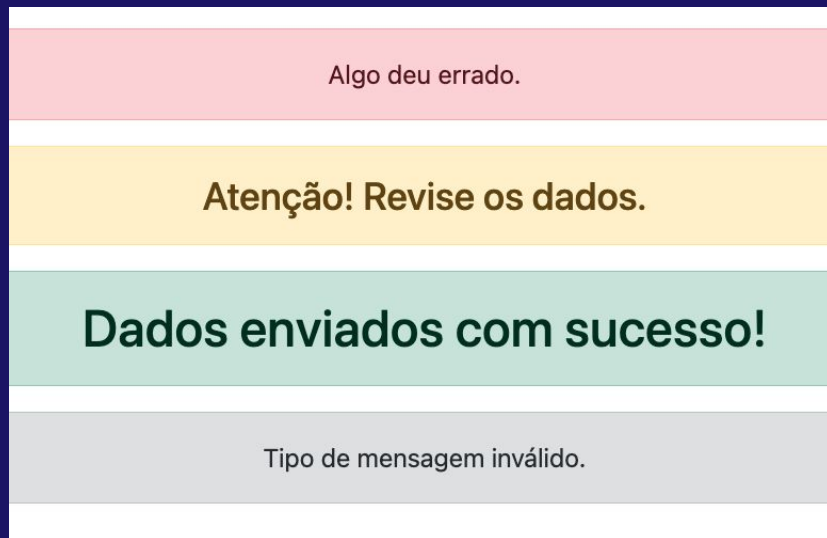 Algo deu errado.
Atenção! Revise os dados.
Dados enviados com sucesso!
Tipo de mensagem inválido.